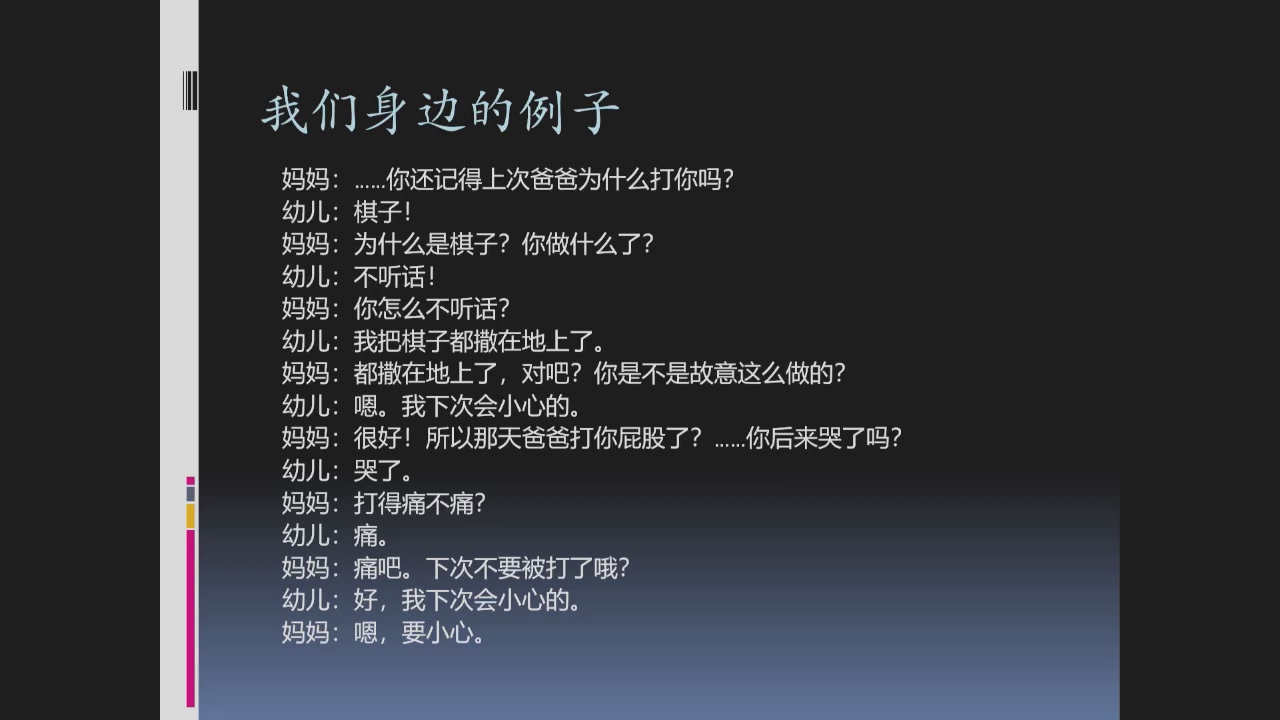 我们身边的例子
妈妈：……你还记得上次爸爸为什么打你吗？
幼儿：棋子！
妈妈：为什么是棋子？你做什么了？
幼儿：不听话！
妈妈：你怎么不听话？
幼儿：我把棋子都撒在地上了。
妈妈：都撒在地上了，对吧？你是不是故意这么做的？
幼儿：嗯。我下次会小心的。
妈妈：很好！所以那天爸爸打你屁股了？……你后来哭了吗？
幼儿：哭了。
妈妈：打得痛不痛？
幼儿：痛。
妈妈：痛吧。下次不要被打了哦？
幼儿：好，我下次会小心的。
妈妈：嗯，要小心。